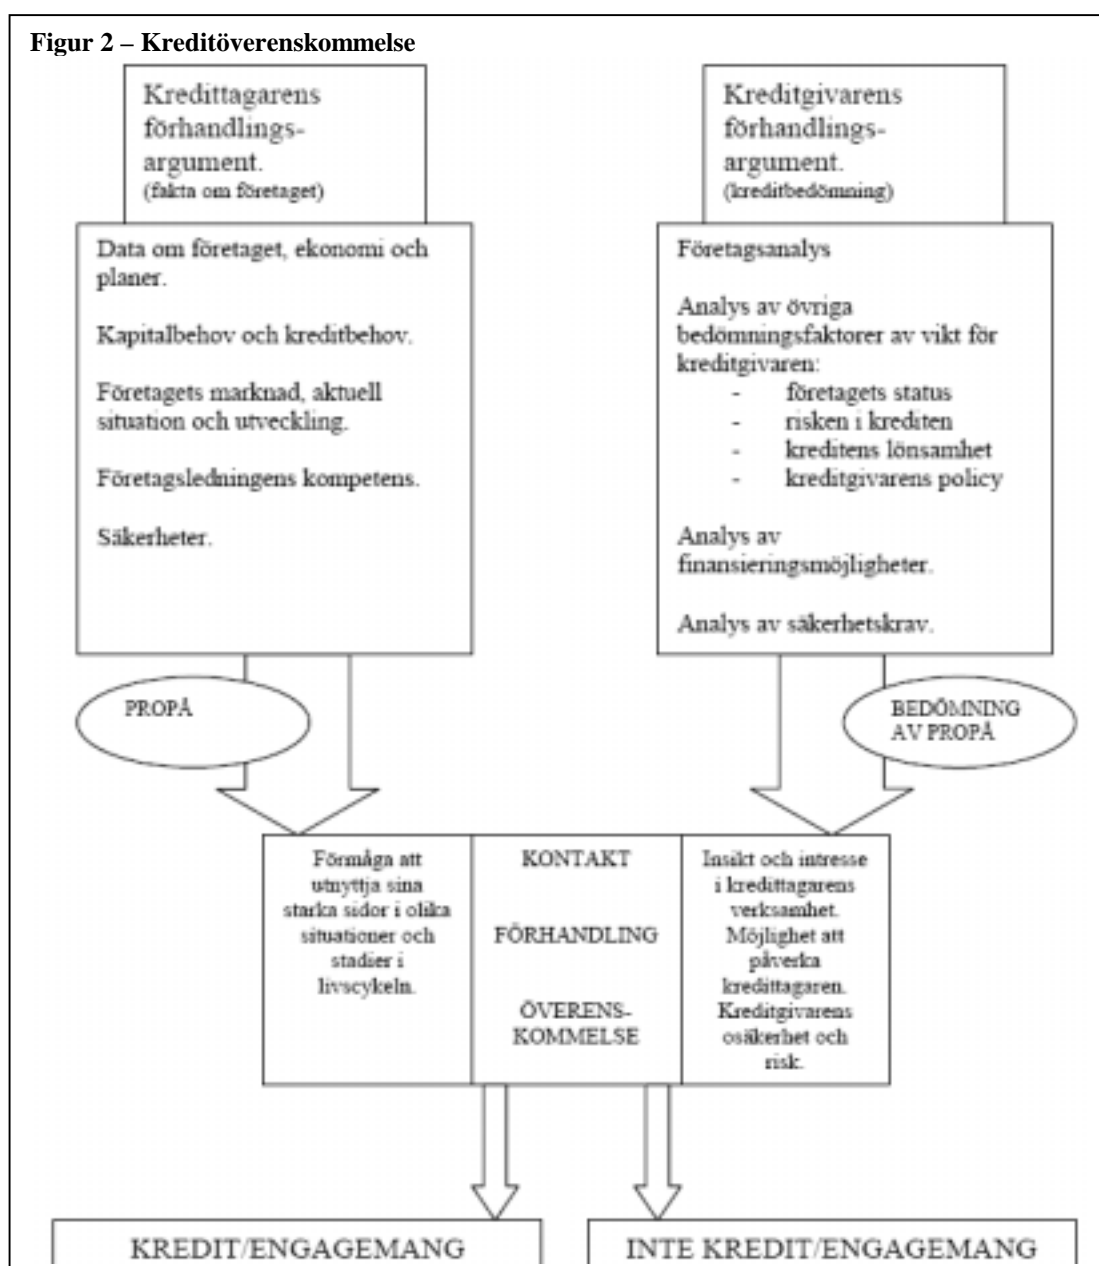 Figur 2 – Kreditöverenskommelse
Kredittagarens
förhandlings-
argument.
(fakta om företaget)
Data om företaget, ekonomi och
planer.
Kapitalbehov och kreditbehov.
Företagets marknad, aktuell
situation och utveckling.
Företagsledningens kompetens.
Säkerheter.
Kreditgivarens
förhandlings-
argument.
(kreditbedömning)
Företagsanalys
Analys av övriga
bedömningsfaktorer av vikt för
kreditgivaren:
- företagets status
- risken i krediten
- kreditens lönsamhet
- kreditgivarens policy
Analys av
finansieringsmöjligheter.
Analys av säkerhetskrav.
PROPÅ
BEDÖMNING
AV PROPÅ
Förmåga att
utnyttja sina
starka sidor i olika
situationer och
stadier i
livscykeln.
KONTAKT
FÖRHANDLING
ÖVERENS-
KOMMELSE
Insikt och intresse
i kredittagarens
verksamhet.
Möjlighet att
påverka
kredittagaren.
Kreditgivarens
osäkerhet och
risk.
KREDIT/ENGAGEMANG
INTE KREDIT/ENGAGEMANG